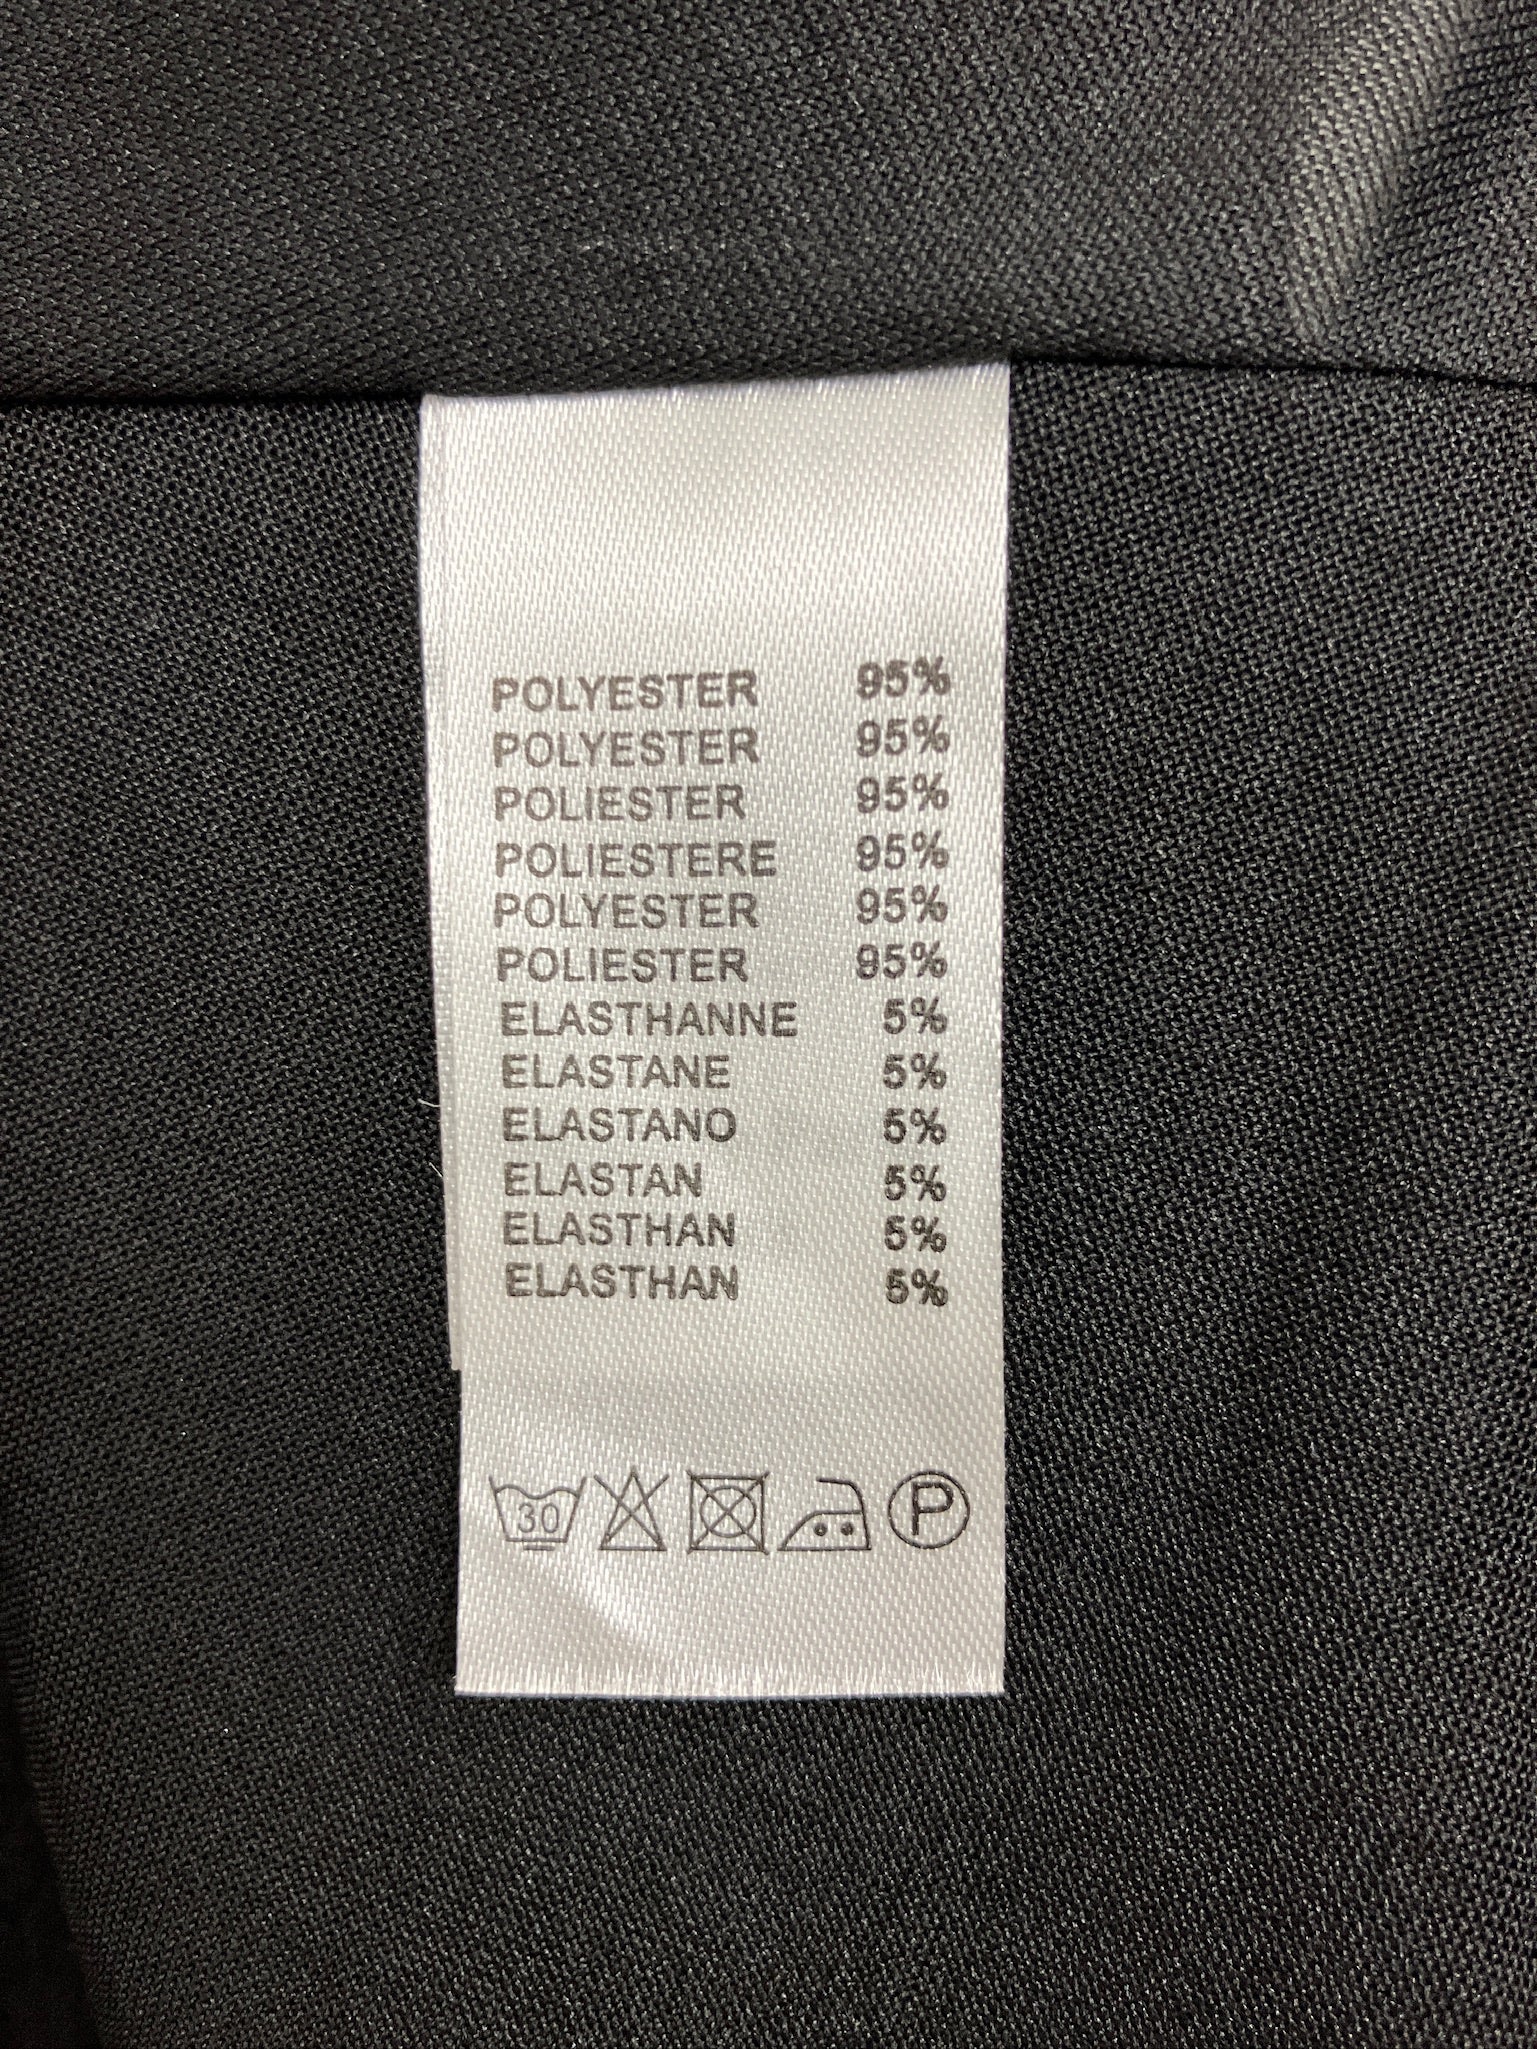 POLYESTER 95%
POLYESTER 95%
POLIESTER 95%
POLIESTERE 95%
POLYESTER 95%
POLIESTER 95%
ELASTHANNE 5%
ELASTANE 5%
ELASTANO 5%
ELASTAN 5%
ELASTHAN 5%
ELASTHAN 5%
30 P